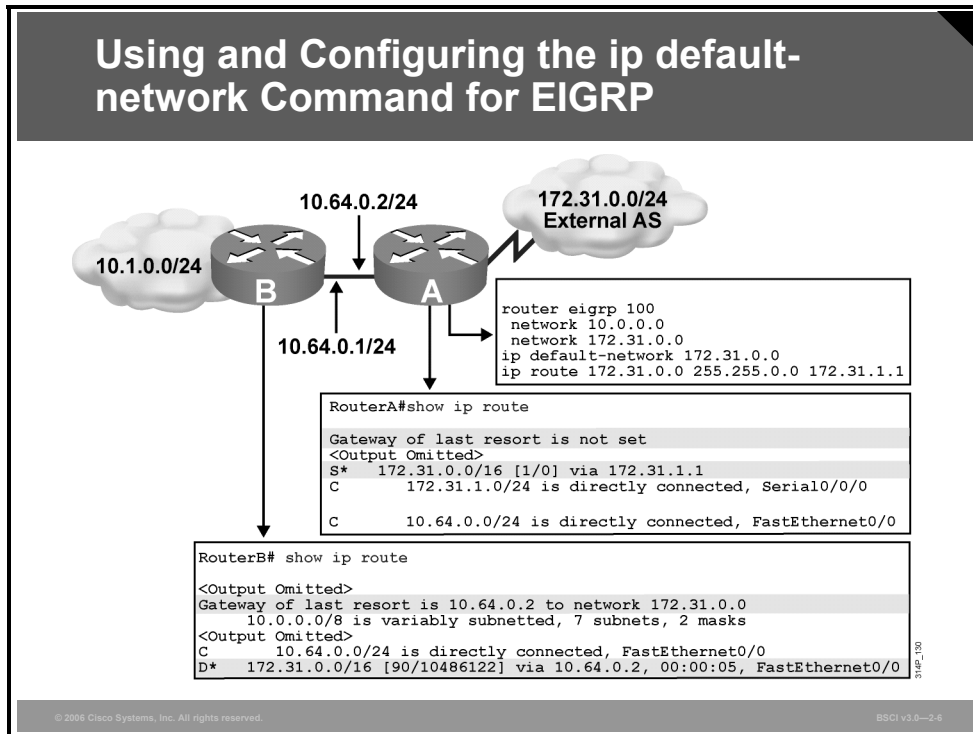 Using and Configuring the ip default-
network Command for EIGRP
10.64.0.2/24
172.31.0.0/24
External AS
10.1.0.0/24
B
A
10.64.0.1/24
router eigrp 100
network 10.0.0.0
network 172.31.0.0
ip default-network 172.31.0.0
ip route 172.31.0.0 255.255.0.0 172.31.1.1
RouterA#show ip route
Gateway of last resort is not set
<Output Omitted>
S* 172.31.0.0/16 [1/0] via 172.31.1.1
C 172.31.1.0/24 is directly connected, Serial0/0/0
C 10.64.0.0/24 is directly connected, FastEthernet0/0
RouterB# show ip route
<Output Omitted>
Gateway of last resort is 10.64.0.2 to network 172.31.0.0
10.0.0.0/8 is variably subnetted, 7 subnets, 2 masks
<Output Omitted>
C 10.64.0.0/24 is directly connected, FastEthernet0/0
D* 172.31.0.0/16 [90/10486122] via 10.64.0.2, 00:00:05, FastEthernet0/0
314P_130
© 2006 Cisco Systems, Inc. All rights reserved.
BSCI v3.0—2-6